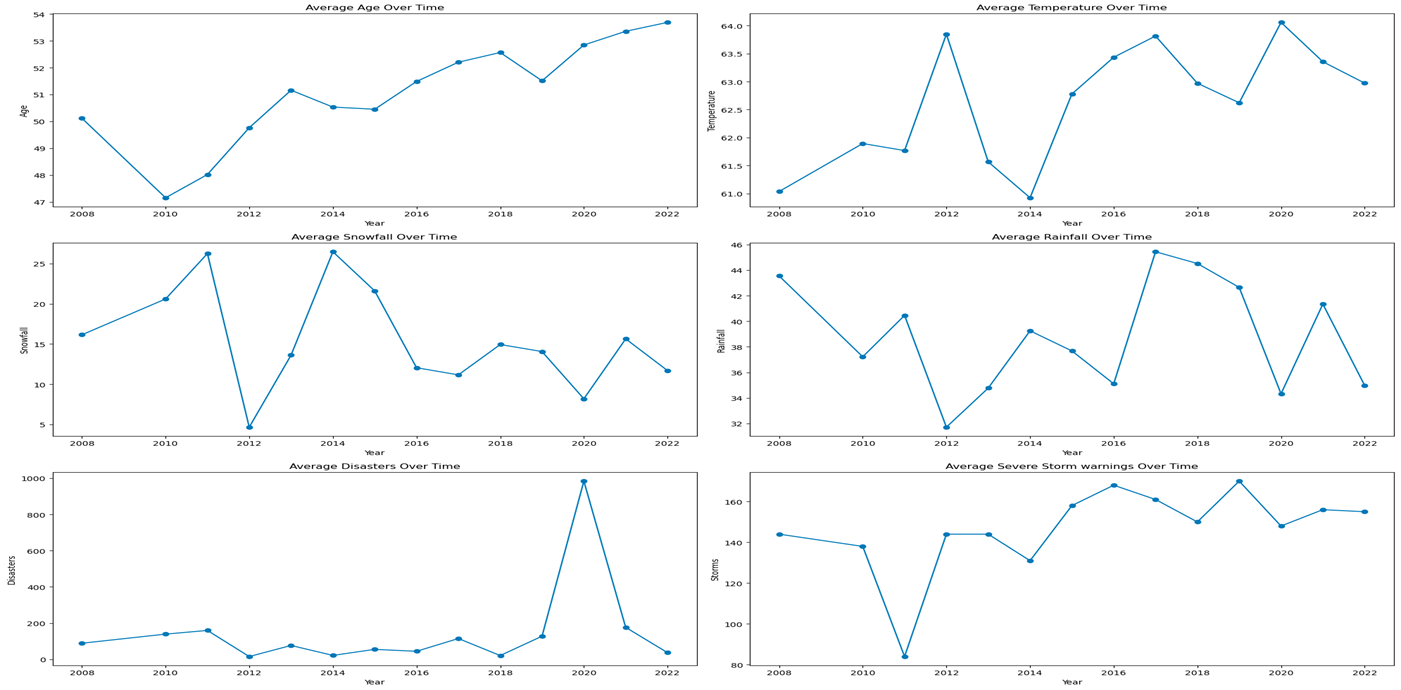 Average Age Over Time
54
53
52
51
50
49
48
47
Age
2008 2010 2012 2014 2016 2018 2020 2022
Year
Average Temperature Over Time
64.0
63.5
63.0
62.5
62.0
61.5
61.0
Temperature
2008 2010 2012 2014 2016 2018 2020 2022
Year
Average Snowfall Over Time
25
20
15
10
5
Snowfall
2008 2010 2012 2014 2016 2018 2020 2022
Year
Average Rainfall Over Time
46
44
42
40
38
36
34
32
Rainfall
2008 2010 2012 2014 2016 2018 2020 2022
Year
Average Disasters Over Time
1000
800
600
400
200
0
Disasters
2008 2010 2012 2014 2016 2018 2020 2022
Year
Average Severe Storm warnings Over Time
160
140
120
100
80
Storms
2008 2010 2012 2014 2016 2018 2020 2022
Year